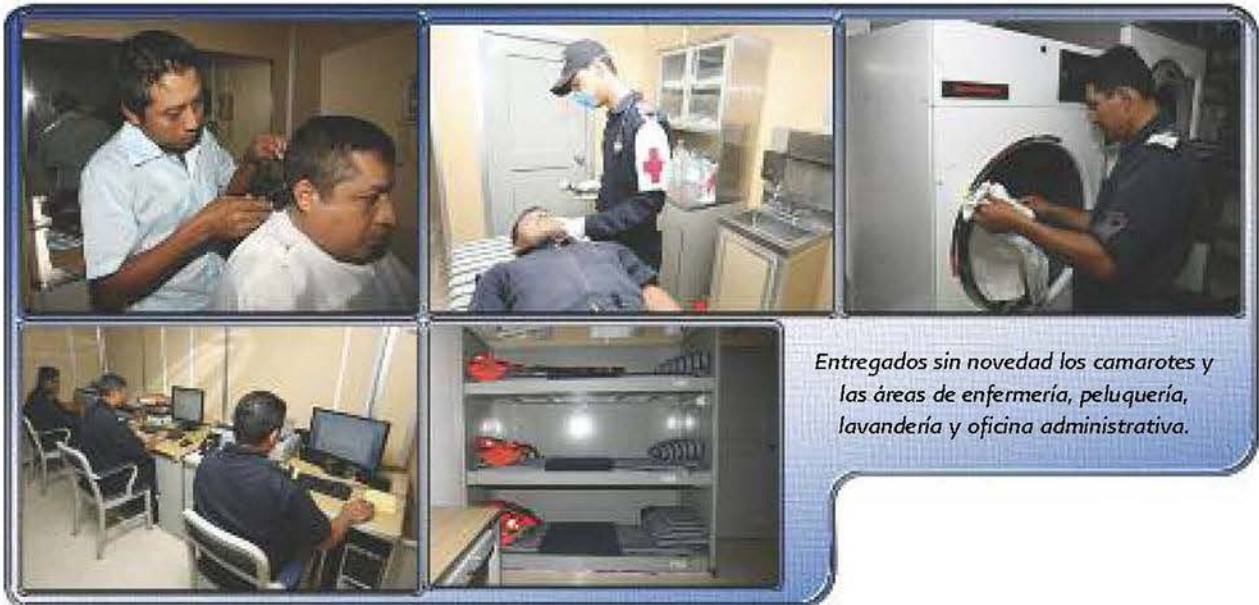 Entregados sin novedad los camarotes y
las áreas de enfermería, peluquería,
lavandería y oficina administrativa.